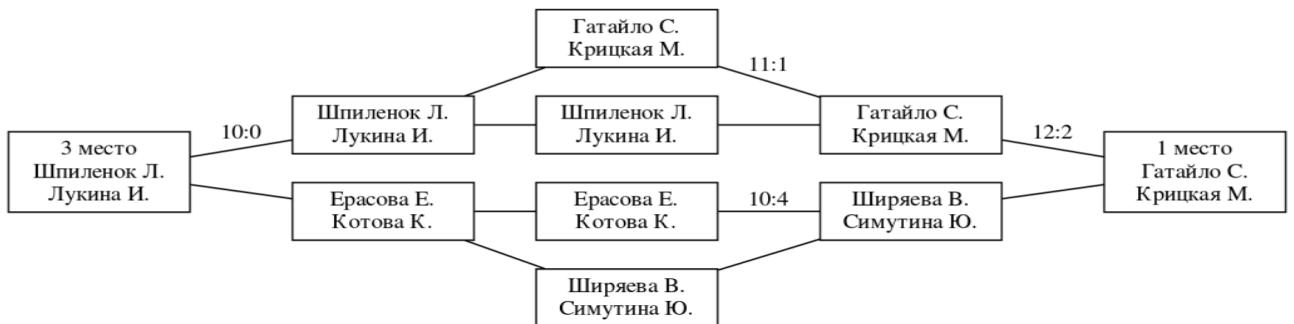 Гатайло С.
Крицкая М.
11:1
Шпиленок Л.
Лукина И.
Шпиленок Л.
Лукина И.
Гатайло С.
Крицкая М.
10:0
12:2
3 место
Шпиленок Л.
Лукина И.
1 место
Гатайло С.
Крицкая М.
Ерасова Е.
Котова К.
Ерасова Е.
Котова К.
10:4
Ширяева В.
Симутина Ю.
Ширяева В.
Симутина Ю.